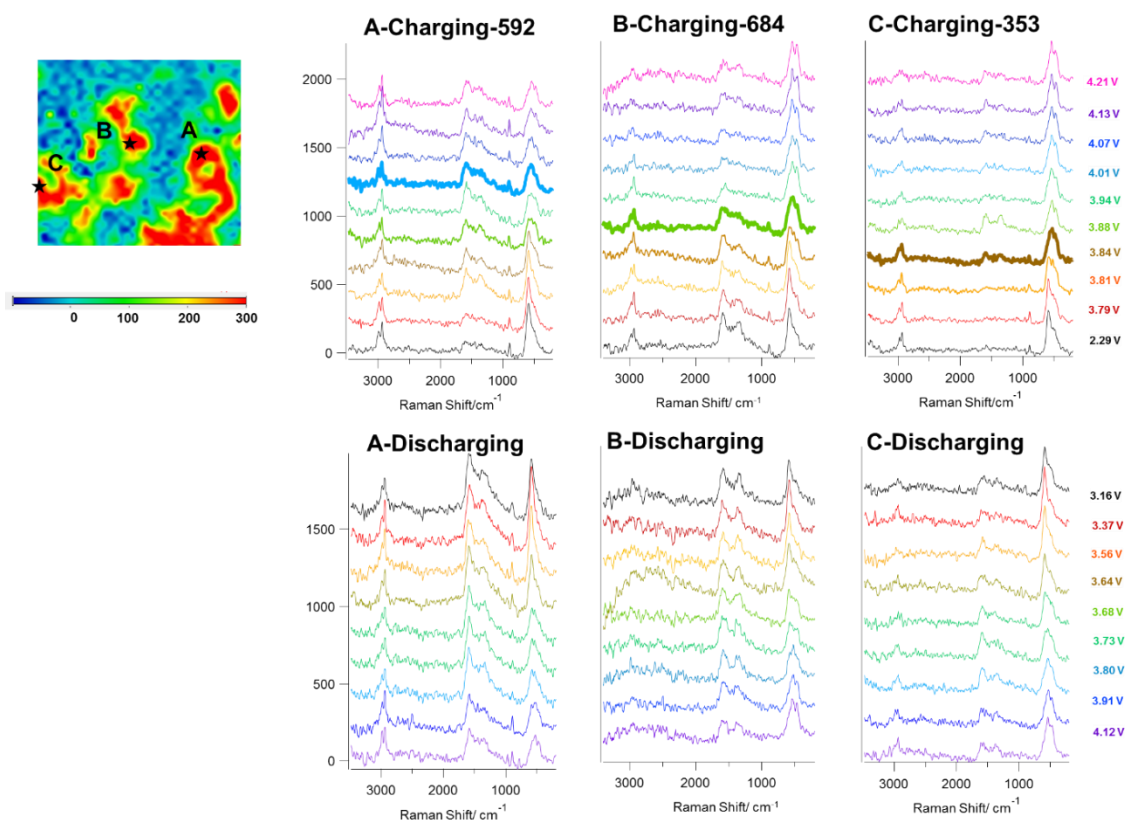 A-Charging-592
B-Charging-684
C-Charging-353
B
A
C
0
100
200
300
2000
1500
1000
500
0
3000
2000
1000
Raman Shift/ cm-1
3000
2000
1000
Raman Shift/ cm-1
3000
2000
1000
Raman Shift/ cm-1
4.21 V
4.13 V
4.07 V
4.01 V
3.94 V
3.88 V
3.84 V
3.81 V
3.79 V
2.29 V
A-Discharging
B-Discharging
C-Discharging
1500
1000
500
0
3000
2000
1000
Raman Shift/ cm-1
3000
2000
1000
Raman Shift/ cm-1
3000
2000
1000
Raman Shift/ cm-1
3.16 V
3.37 V
3.56 V
3.64 V
3.68 V
3.73 V
3.80 V
3.91 V
4.12 V